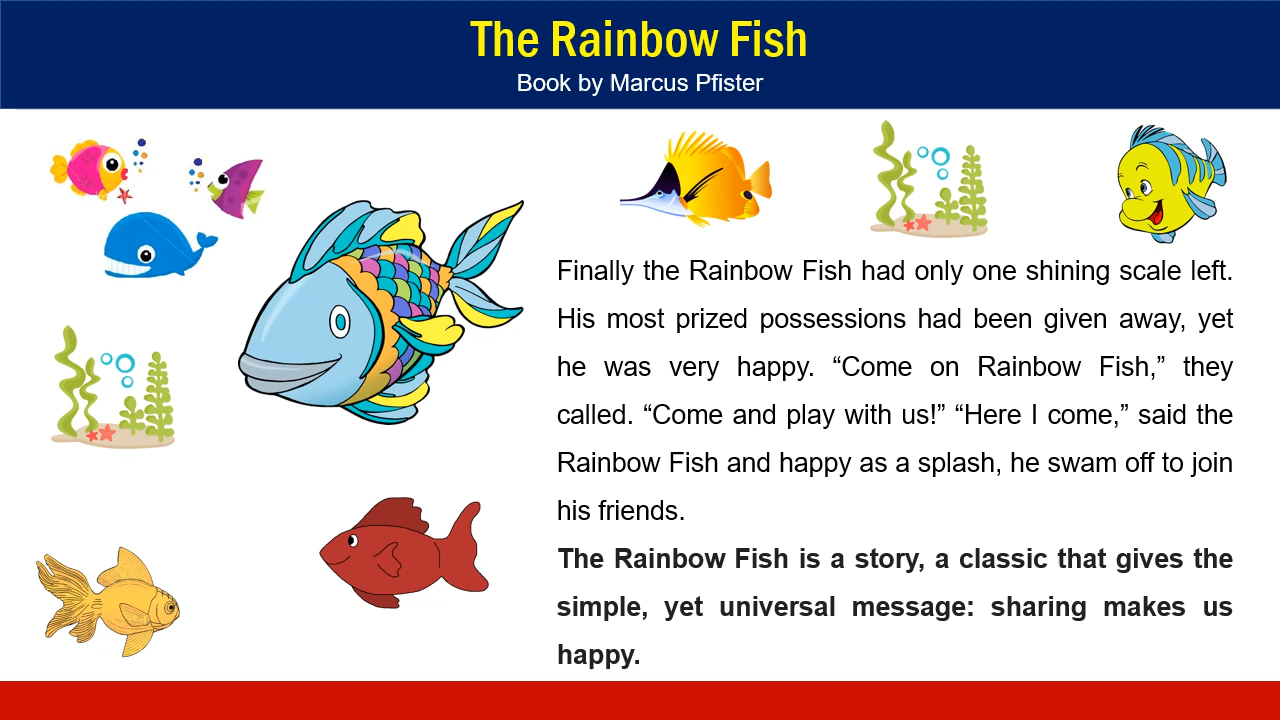 The Rainbow Fish
Book by Marcus Pfister
Finally the Rainbow Fish had only one shining scale left.
His most prized possessions had been given away, yet
he was very happy. “Come on Rainbow Fish,” they
called. “Come and play with us!” “Here I come,” said the
Rainbow Fish and happy as a splash, he swam off to join
his friends.
The Rainbow Fish is a story, a classic that gives the
simple, yet universal message: sharing makes us
happy.